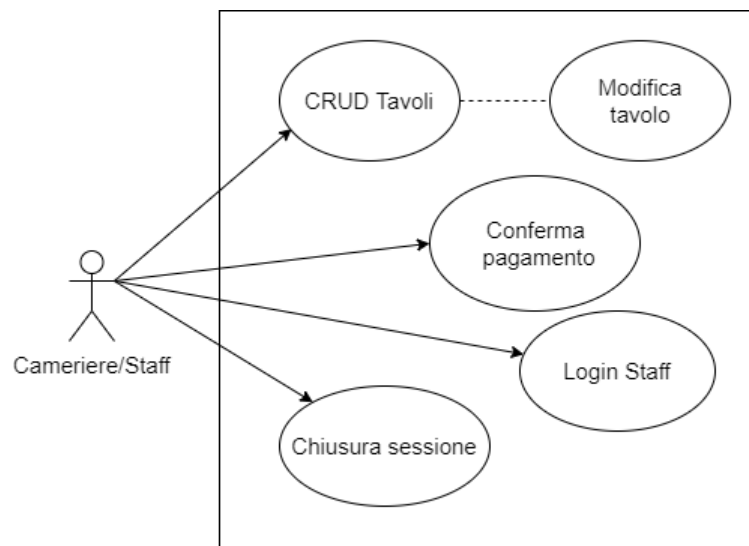 CRUD Tavoli
Modifica
tavolo
Conferma
pagamento
Cameriere/Staff
Login Staff
Chiusura sessione